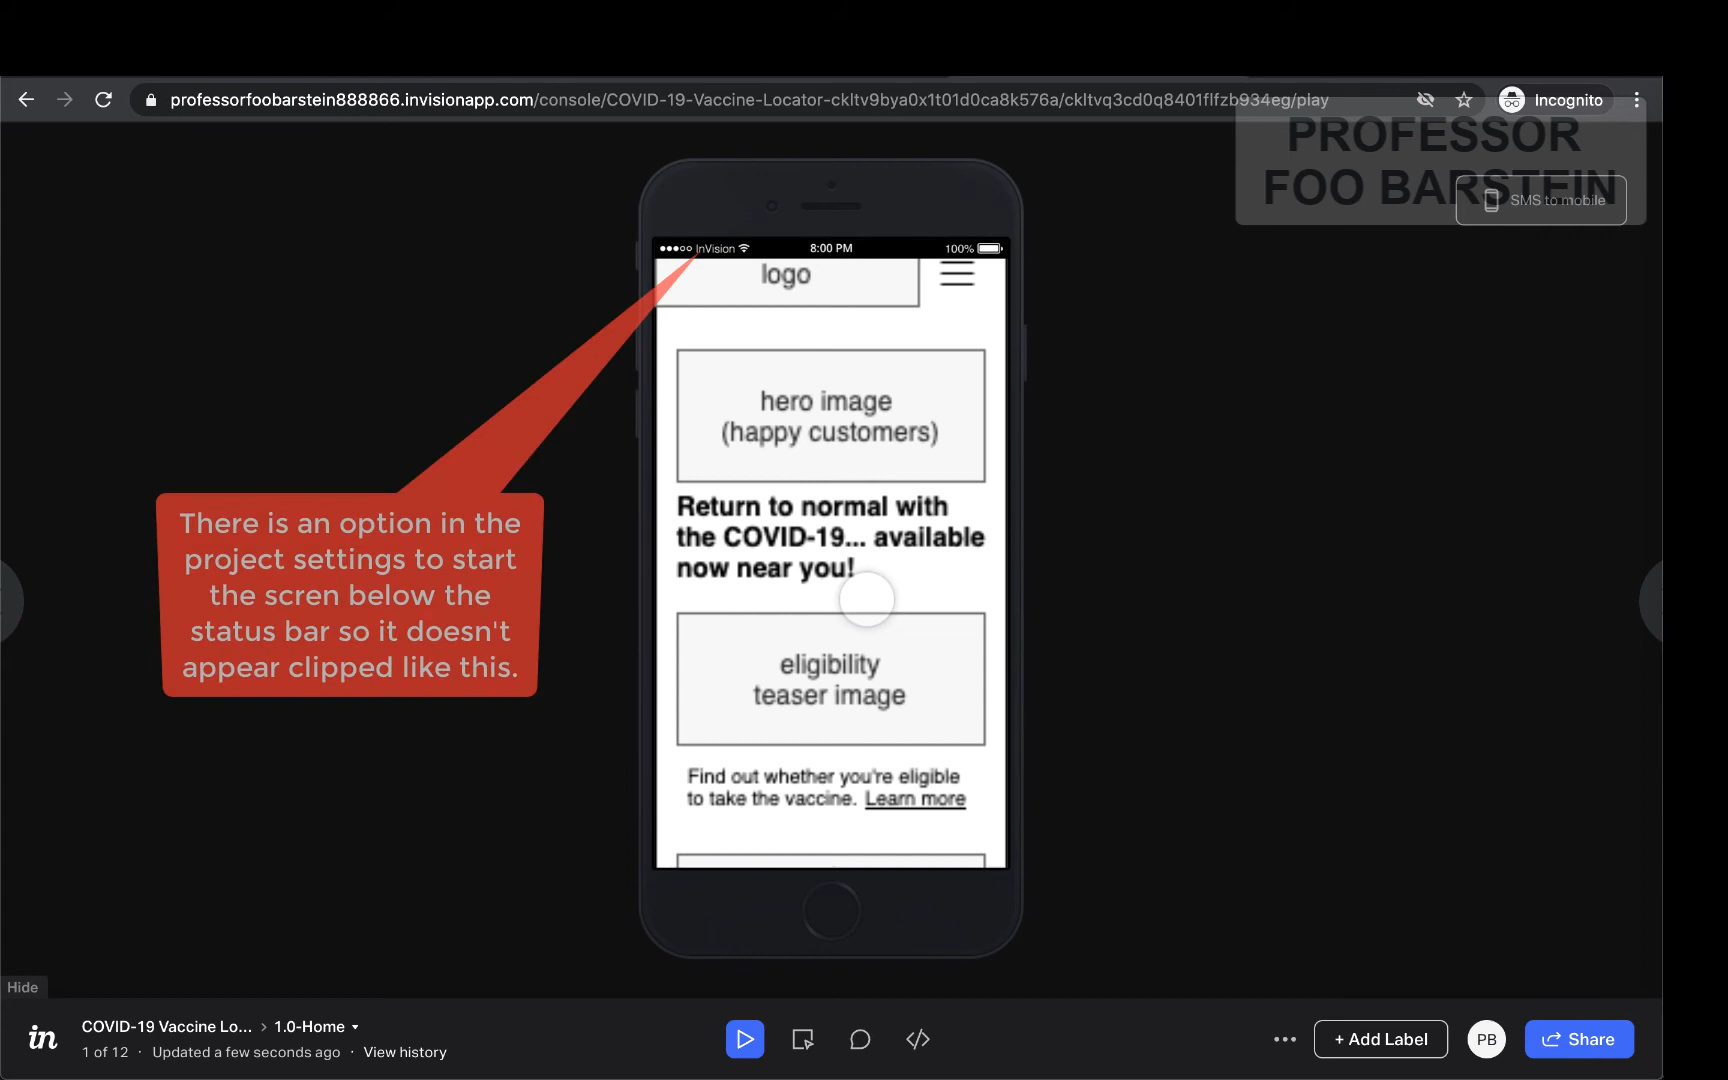 professorfoobarstein888866.invisionapp.com/console/COVID-19-Vaccine-Locator-ckltv9bya0x1t01d0ca8k576a/ckltvq3cd0q8401flfzb934eg/play
Incognito
PROFESSOR
FOO BARSTEIN
SMS to mobile
InVision
8:00 PM
100%
logo
hero image
(happy customers)
Return to normal with
the COVID-19... available
now near you!
eligibility
teaser image
Find out whether you're eligible
to take the vaccine. Learn more
There is an option in the
project settings to start
the scren below the
status bar so it doesn't
appear clipped like this.
Hide
in
COVID-19 Vaccine Lo... > 1.0-Home
1 of 12 · Updated a few seconds ago · View history
+ Add Label
PB
Share